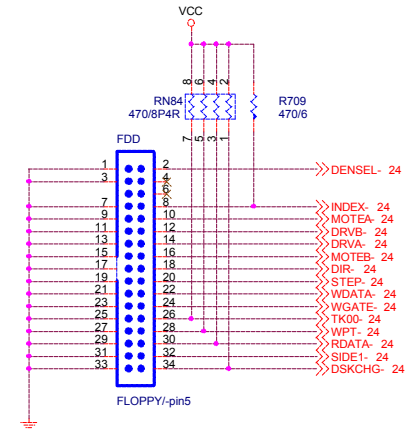 VCC
8 6 4 2
RN84 R709
470/8P4R 470/6
7 5 3 1
FDD
1 2 DENSEL- 24
3 4
6
7 8 INDEX- 24
9 10 MOTEA- 24
11 12 DRVB- 24
13 14 DRVA- 24
15 16 MOTEB- 24
17 18 DIR- 24
19 20 STEP- 24
21 22 WDATA- 24
23 24 WGATE- 24
25 26 TK00- 24
27 28 WPT- 24
29 30 RDATA- 24
31 32 SIDE1- 24
33 34 DSKCHG- 24
FLOPPY/-pin5